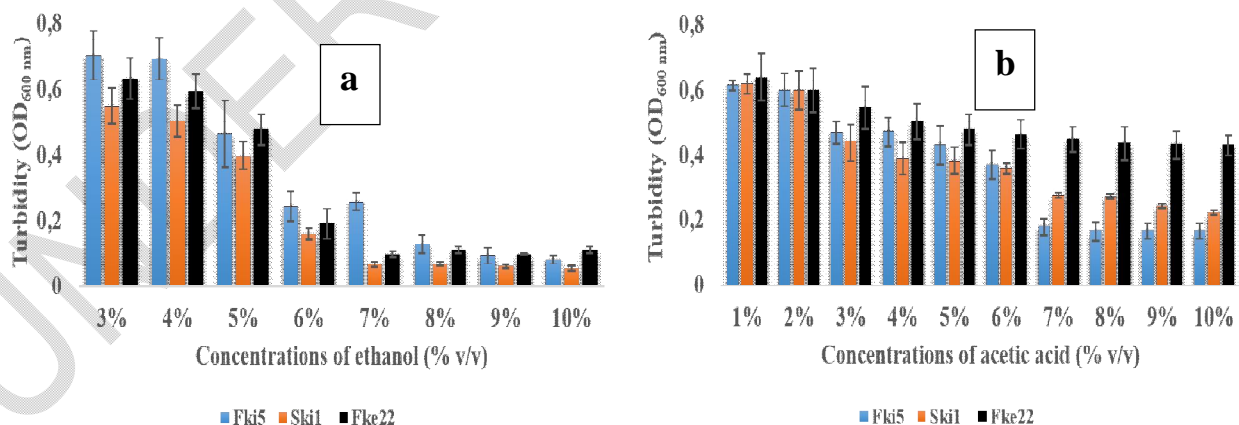 0,8
0,6
0,4
0,2
0
Turbidity (OD600 nm)
a
3% 4% 5% 6% 7% 8% 9% 10%
Concentrations of ethanol (% v/v)
Fki5 Ski1 Fke22
0,8
0,6
0,4
0,2
0
Turbidity (OD600 nm)
b
1% 2% 3% 4% 5% 6% 7% 8% 9% 10%
Concentrations of acetic acid (% v/v)
Fki5 Ski1 Fke22
UNDER